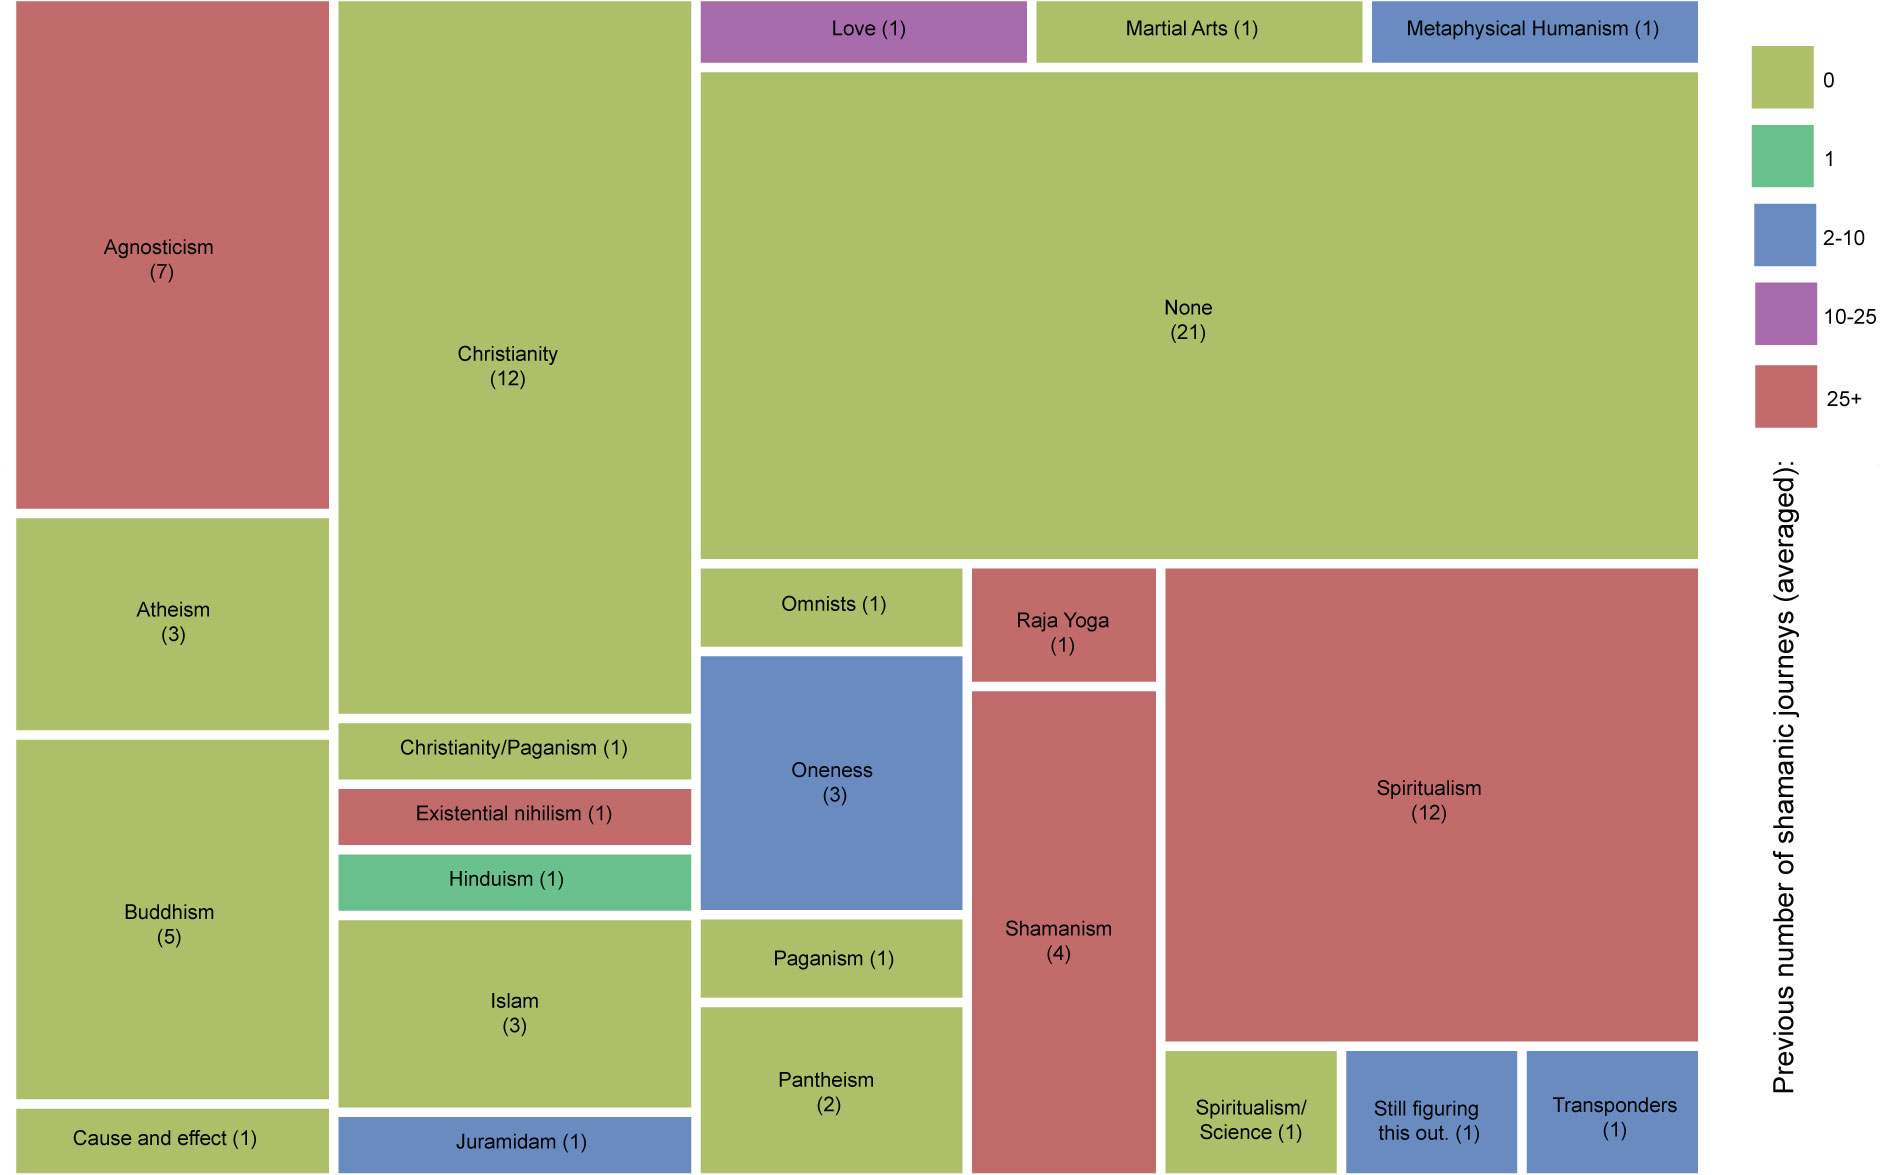 Agnosticism
(7)
Atheism
(3)
Buddhism
(5)
Cause and effect (1)
Christianity
(12)
Christianity/Paganism (1)
Existential nihilism (1)
Hinduism (1)
Islam
(3)
Juramidam (1)
Love (1)
Martial Arts (1)
Metaphysical Humanism (1)
None
(21)
Omnists (1)
Oneness
(3)
Paganism (1)
Pantheism
(2)
Raja Yoga
(1)
Shamanism
(4)
Spiritualism
(12)
Spiritualism/
Science (1)
Still figuring
this out. (1)
Transponders
(1)
0
1
2-10
10-25
25+
Previous number of shamanic journeys (averaged):